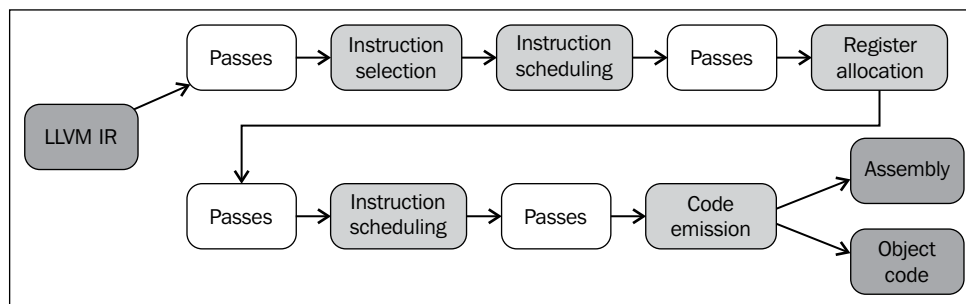 Passes
Instruction
selection
Instruction
scheduling
Passes
Register
allocation
LLVM IR
Passes
Instruction
scheduling
Passes
Code
emission
Assembly
Object
code